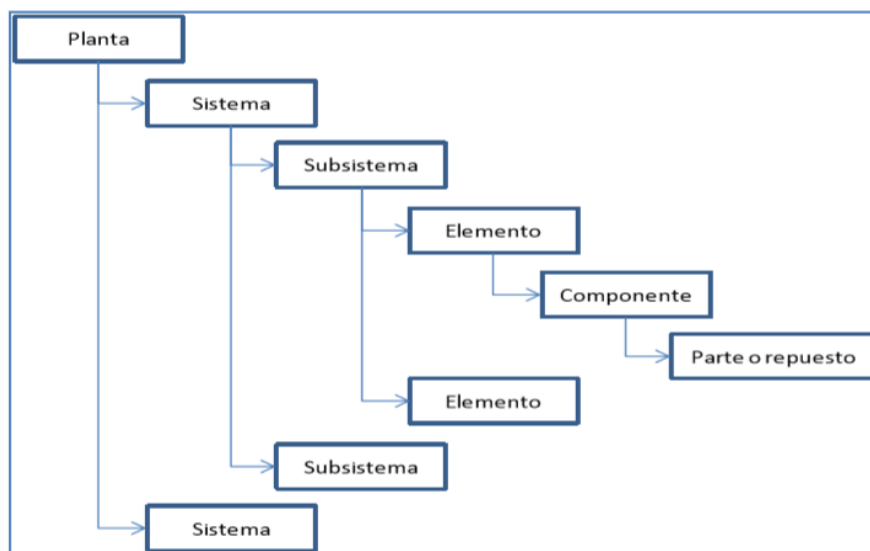 Planta
Sistema
Subsistema
Elemento
Componente
Parte o repuesto
Elemento
Subsistema
Sistema